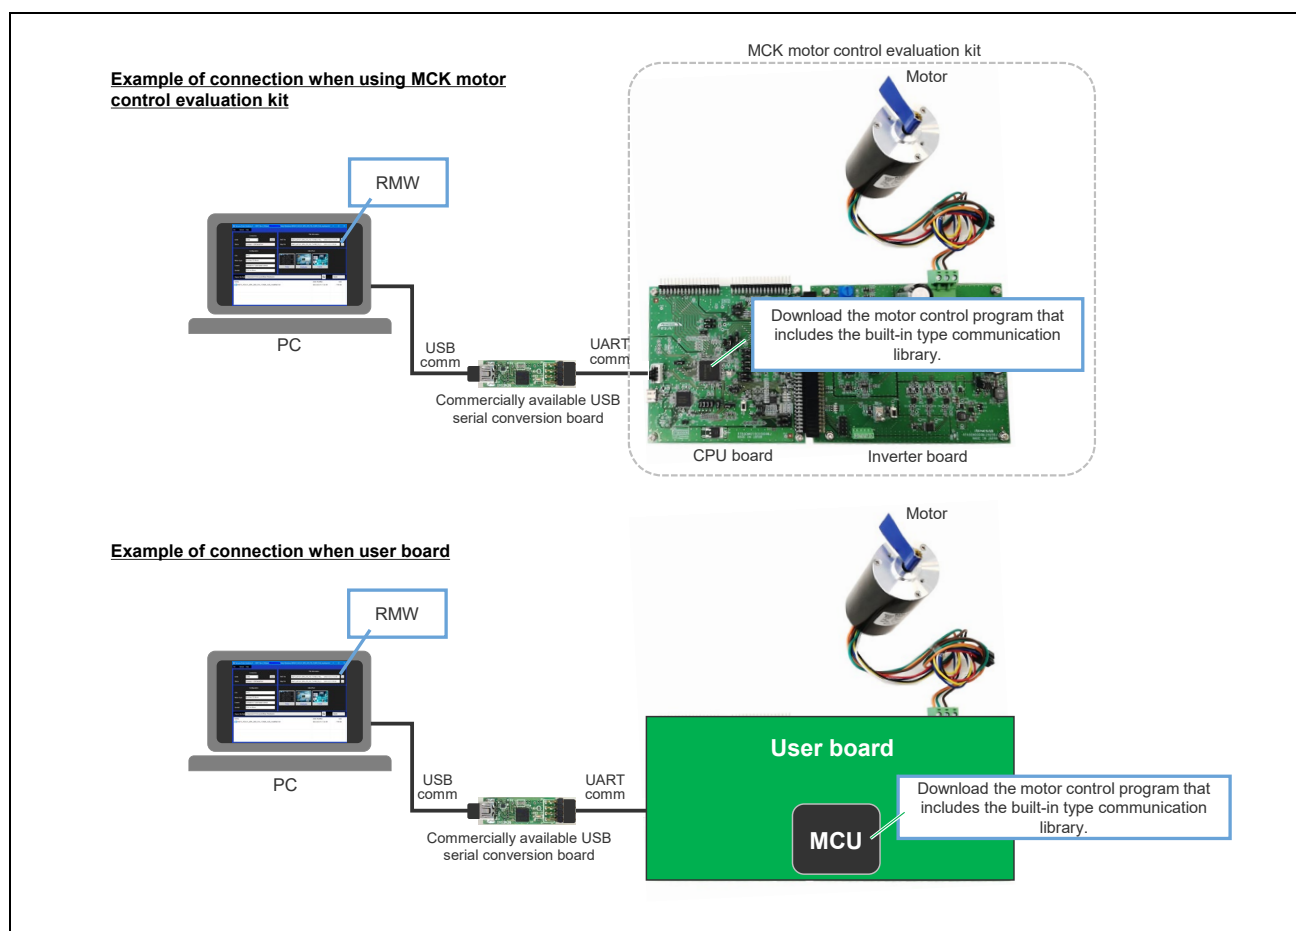 MCK motor control evaluation kit
Example of connection when using MCK motor
control evaluation kit
Motor
RMW
Download the motor control program that
includes the built-in type communication
library.
PC
USB
comm
UART
comm
Commercially available USB
serial conversion board
CPU board
Inverter board
Motor
Example of connection when user board
RMW
User board
PC
USB
comm
UART
comm
Download the motor control program that
includes the built-in type communication
library.
MCU
Commercially available USB
serial conversion board